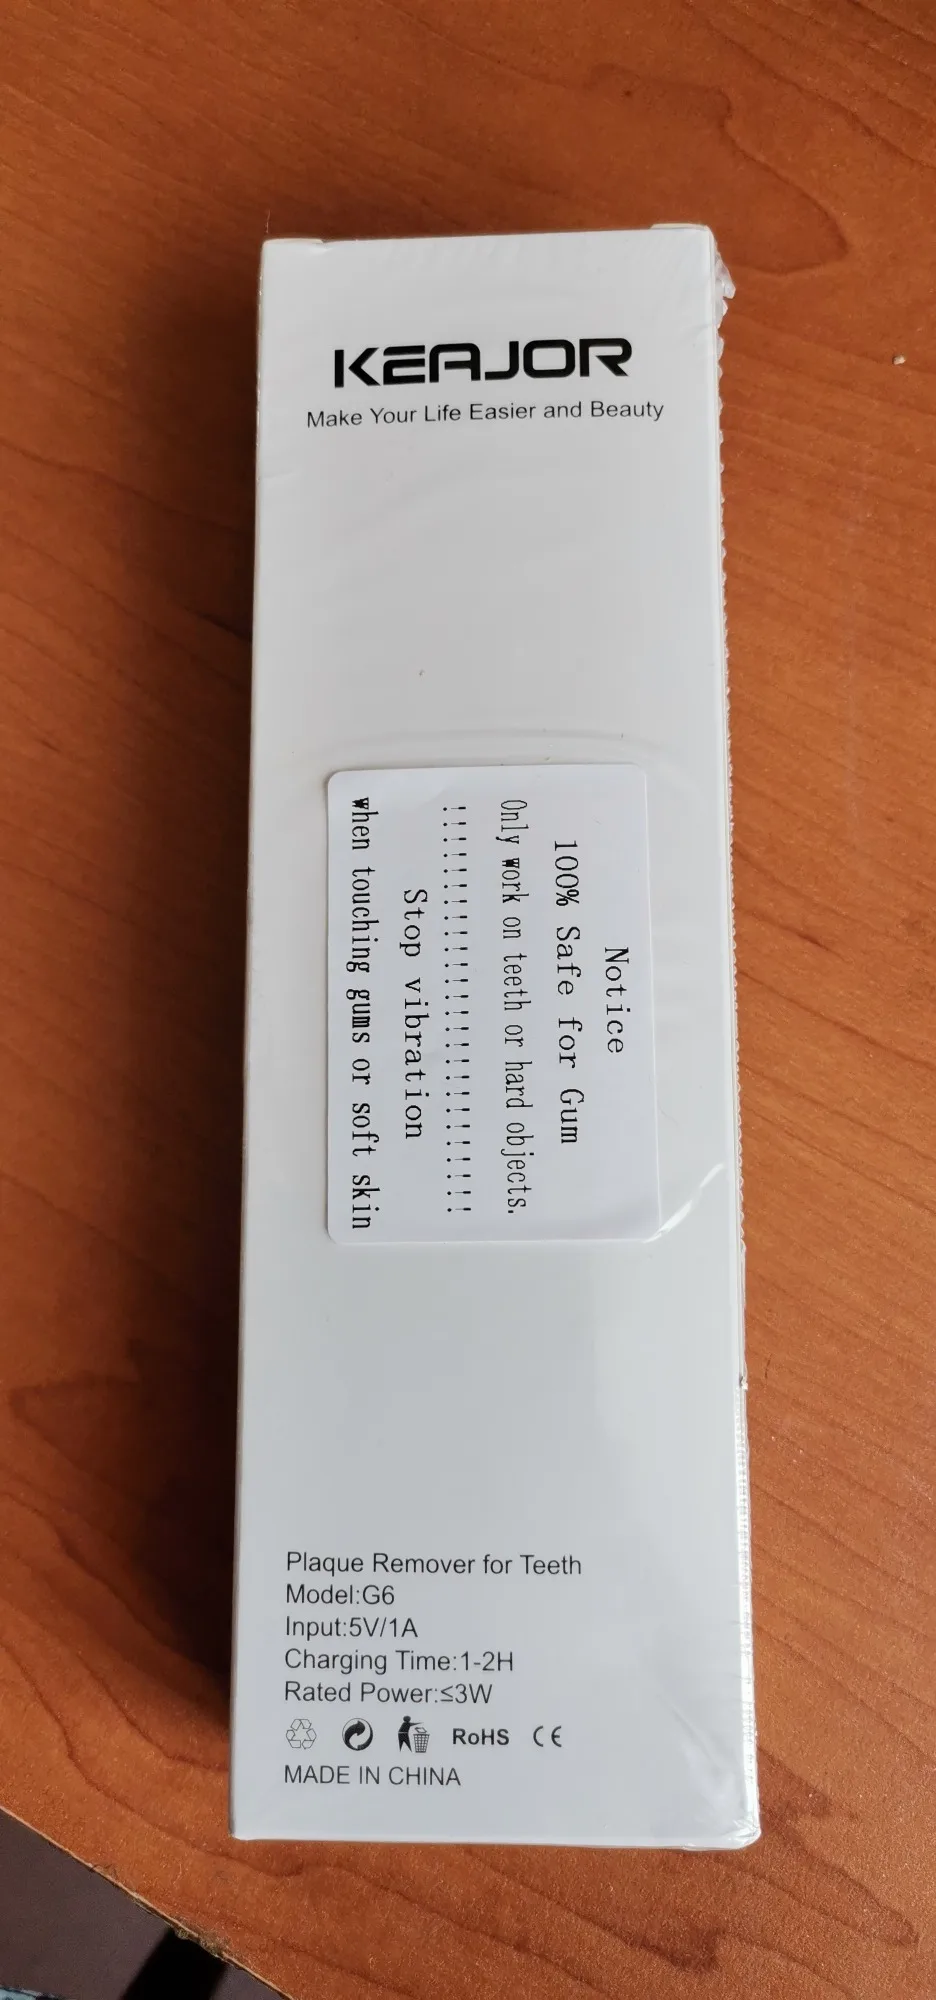 KEAJOR
Make Your Life Easier and Beauty
Notice
100% Safe for Gum
Only work on teeth or hard objects.
!!!!!!!!!!!!!!!!!!!!!!!!!!
Stop vibration
when touching gums or soft skin
Plaque Remover for Teeth
Model:G6
Input:5V/1A
Charging Time:1-2H
Rated Power:≤3W
RoHS CE
MADE IN CHINA